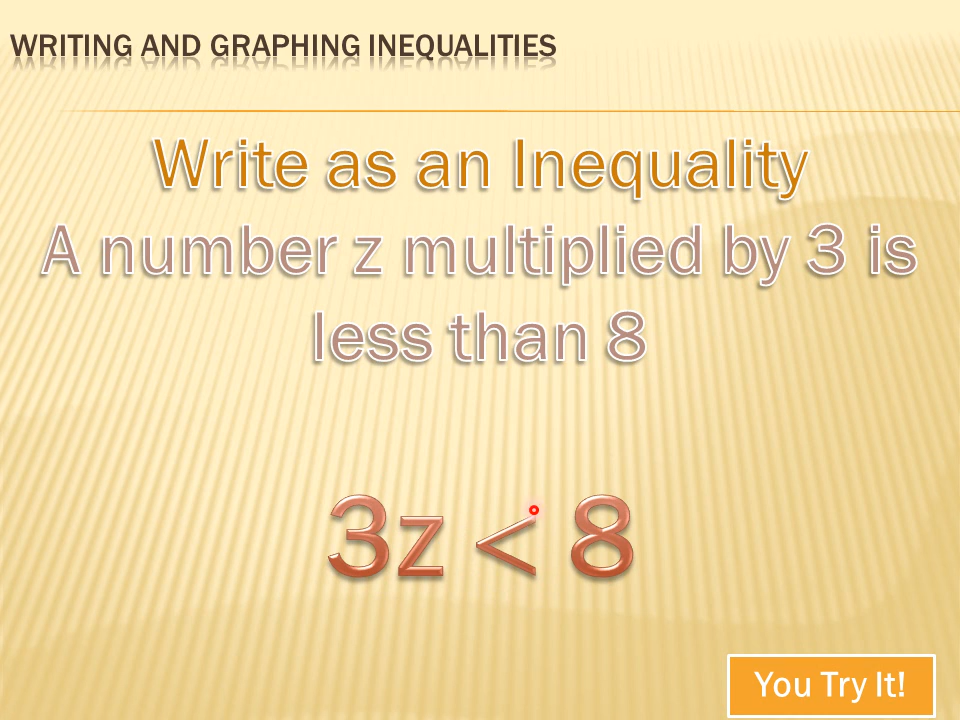 WRITING AND GRAPHING INEQUALITIES
Write as an Inequality
A number z multiplied by 3 is
less than 8
3z < 8
You Try It!